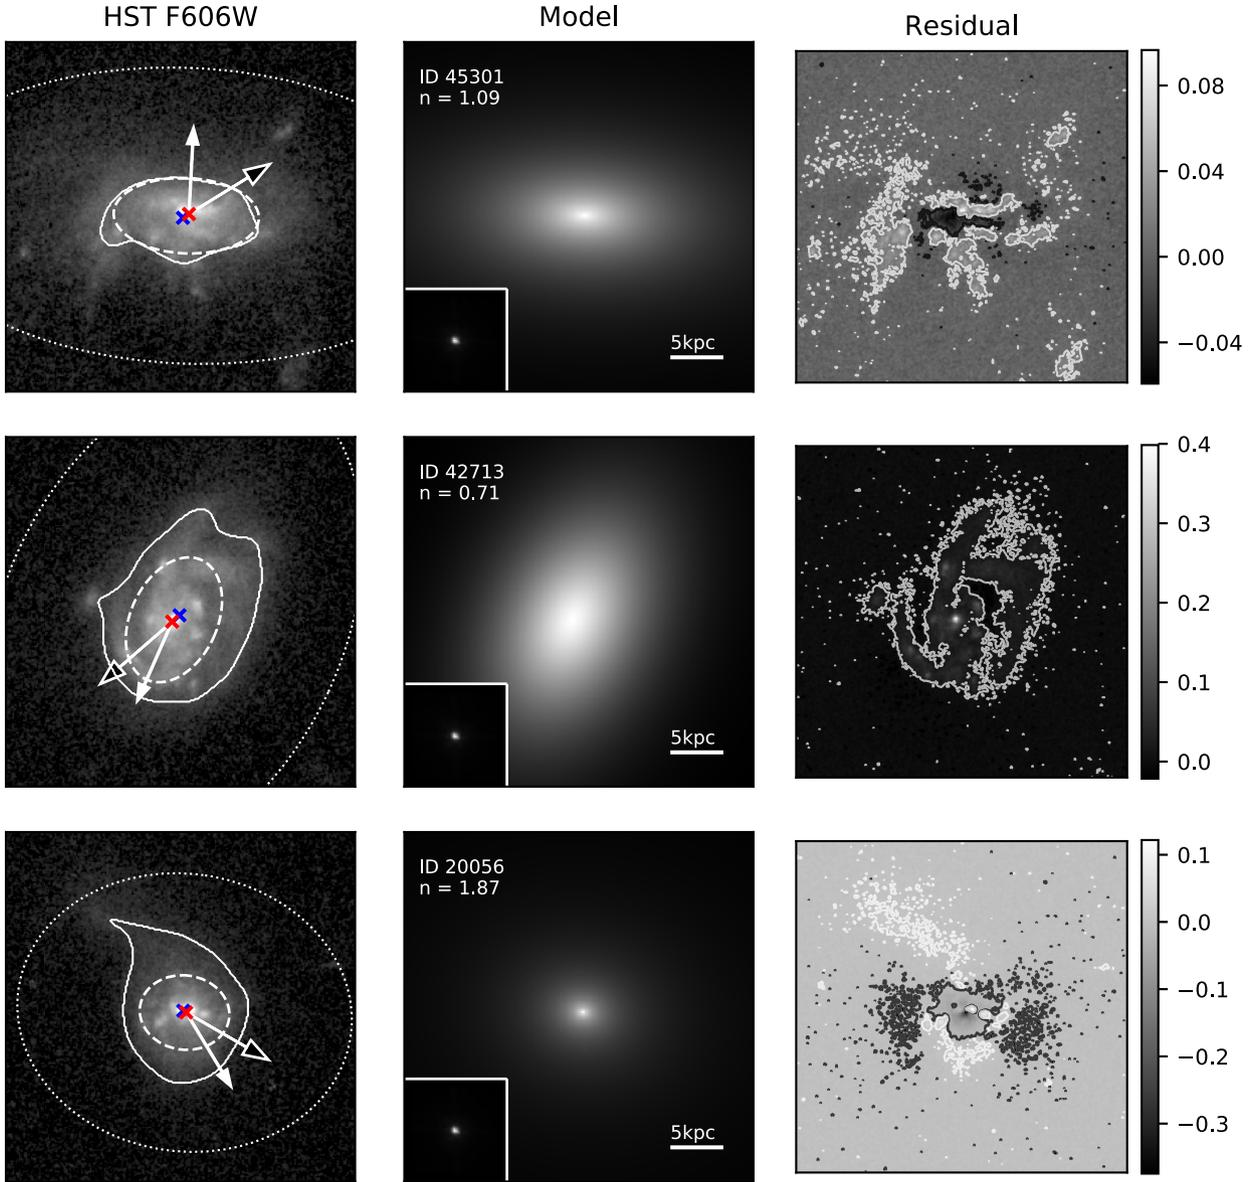 HST F606W
Model
Residual
ID 45301
n = 1.09
5kpc
0.08
0.04
0.00
−0.04
ID 42713
n = 0.71
5kpc
0.4
0.3
0.2
0.1
0.0
ID 20056
n = 1.87
5kpc
0.1
0.0
−0.1
−0.2
−0.3